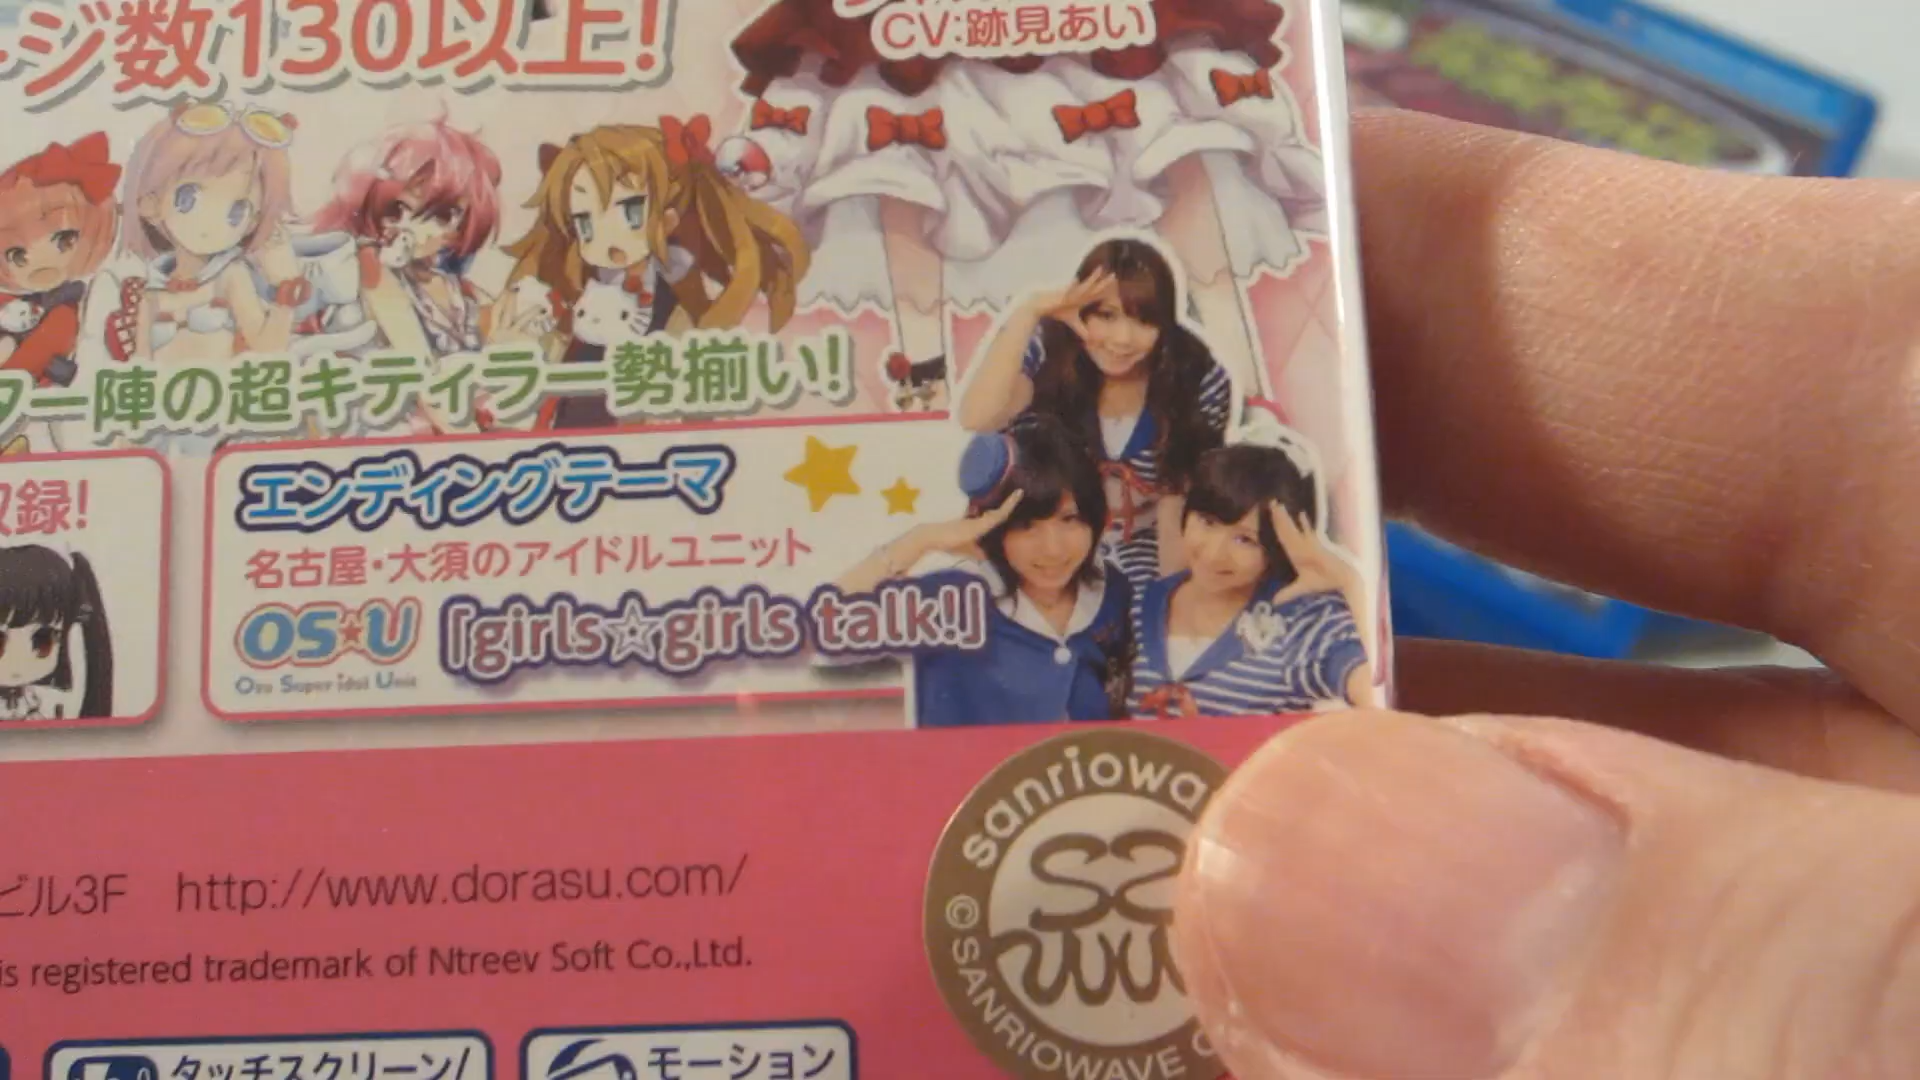 ージ数130以上!
CV:跡見あい
ター陣の超キティラー勢揃い!
収録!
エンディングテーマ
名古屋・大須のアイドルユニット
OS★U「girls☆girls talk!」
Osu Super idol Unit
ビル3F http://www.dorasu.com/
is registered trademark of Ntreev Soft Co.,Ltd.
sanriowa
©SANRIOWAVE
タッチスクリーン/
モーション